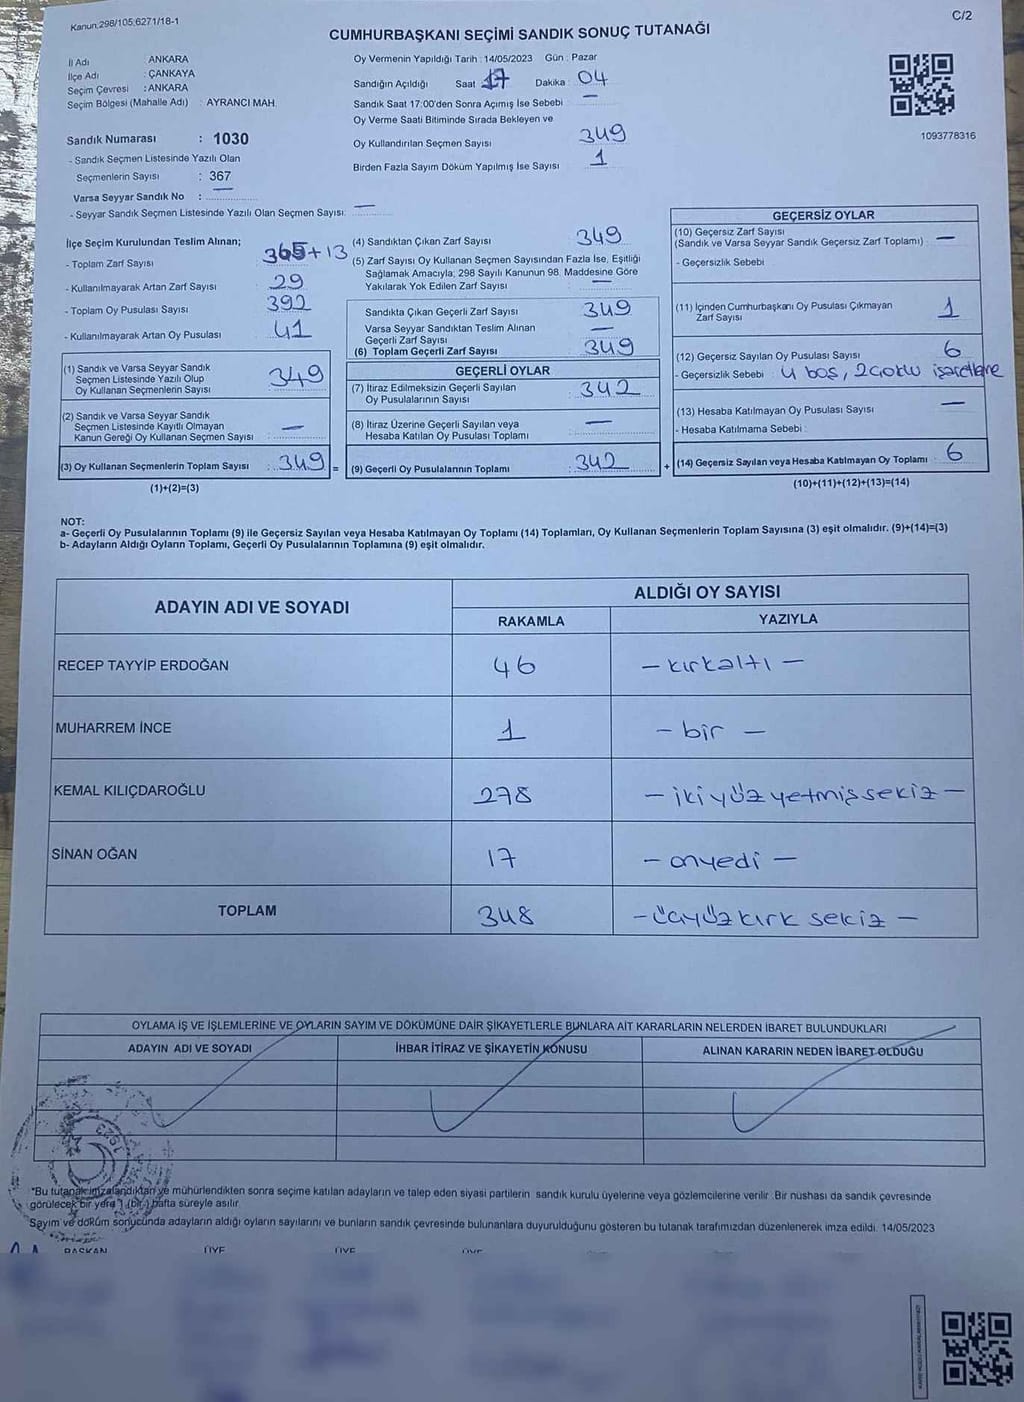 Kanun:298/105;6271/18-1
C/2
CUMHURBAŞKANI SEÇİMİ SANDIK SONUÇ TUTANAĞI
İl Adı : ANKARA
İlçe Adı : ÇANKAYA
Seçim Çevresi : ANKARA
Seçim Bölgesi (Mahalle Adı) : AYRANCI MAH.
Sandık Numarası : 1030
- Sandık Seçmen Listesinde Yazılı Olan
Seçmenlerin Sayısı : 367
Varsa Seyyar Sandık No : —
- Seyyar Sandık Seçmen Listesinde Yazılı Olan Seçmen Sayısı: —
Oy Vermenin Yapıldığı Tarih : 14/05/2023 Gün : Pazar
Sandığın Açıldığı Saat 17 Dakika 04
Sandık Saat 17:00'den Sonra Açımış İse Sebebi —
Oy Verme Saati Bitiminde Sırada Bekleyen ve
Oy Kullandırılan Seçmen Sayısı 349
Birden Fazla Sayım Döküm Yapılmış İse Sayısı 1
1093778316
İlçe Seçim Kurulundan Teslim Alınan;
- Toplam Zarf Sayısı 365+13
- Kullanılmayarak Artan Zarf Sayısı 29
- Toplam Oy Pusulası Sayısı 392
- Kullanılmayarak Artan Oy Pusulası 41
(1) Sandık ve Varsa Seyyar Sandık
Seçmen Listesinde Yazılı Olup
Oy Kullanan Seçmenlerin Sayısı 349
(2) Sandık ve Varsa Seyyar Sandık
Seçmen Listesinde Kayıtlı Olmayan
Kanun Gereği Oy Kullanan Seçmen Sayısı —
(3) Oy Kullanan Seçmenlerin Toplam Sayısı : 349 =
(1)+(2)=(3)
(4) Sandıktan Çıkan Zarf Sayısı 349
(5) Zarf Sayısı Oy Kullanan Seçmen Sayısından Fazla İse, Eşitliği
Sağlamak Amacıyla; 298 Sayılı Kanunun 98. Maddesine Göre
Yakılarak Yok Edilen Zarf Sayısı —
Sandıkta Çıkan Geçerli Zarf Sayısı 349
Varsa Seyyar Sandıktan Teslim Alınan
Geçerli Zarf Sayısı —
(6) Toplam Geçerli Zarf Sayısı 349
GEÇERLİ OYLAR
(7) İtiraz Edilmeksizin Geçerli Sayılan
Oy Pusulalarının Sayısı : 342
(8) İtiraz Üzerine Geçerli Sayılan veya
Hesaba Katılan Oy Pusulası Toplamı —
(9) Geçerli Oy Pusulalarının Toplamı : 342 +
GEÇERSİZ OYLAR
(10) Geçersiz Zarf Sayısı
(Sandık ve Varsa Seyyar Sandık Geçersiz Zarf Toplamı) : —
- Geçersizlik Sebebi :
(11) İçinden Cumhurbaşkanı Oy Pusulası Çıkmayan
Zarf Sayısı 1
(12) Geçersiz Sayılan Oy Pusulası Sayısı 6
- Geçersizlik Sebebi : 4 boş, 2 çoklu işaretleme
(13) Hesaba Katılmayan Oy Pusulası Sayısı —
- Hesaba Katılmama Sebebi :
(14) Geçersiz Sayılan veya Hesaba Katılmayan Oy Toplamı : 6
(10)+(11)+(12)+(13)=(14)
NOT:
a- Geçerli Oy Pusulalarının Toplamı (9) ile Geçersiz Sayılan veya Hesaba Katılmayan Oy Toplamı (14) Toplamları, Oy Kullanan Seçmenlerin Toplam Sayısına (3) eşit olmalıdır. (9)+(14)=(3)
b- Adayların Aldığı Oyların Toplamı, Geçerli Oy Pusulalarının Toplamına (9) eşit olmalıdır.
ADAYIN ADI VE SOYADI ALDIĞI OY SAYISI
RAKAMLA YAZIYLA
RECEP TAYYİP ERDOĞAN 46 — kırkaltı —
MUHARREM İNCE 1 — bir —
KEMAL KILIÇDAROĞLU 278 — ikiyüz yetmişsekiz —
SİNAN OĞAN 17 — onyedi —
TOPLAM 348 — üçyüz kırk sekiz —
OYLAMA İŞ VE İŞLEMLERİNE VE OYLARIN SAYIM VE DÖKÜMÜNE DAİR ŞİKAYETLERLE BUNLARA AİT KARARLARIN NELERDEN İBARET BULUNDUKLARI
ADAYIN ADI VE SOYADI İHBAR İTİRAZ VE ŞİKAYETİN KONUSU ALINAN KARARIN NEDEN İBARET OLDUĞU
1923
"Bu tutanak imzalandıktan ve mühürlendikten sonra seçime katılan adayların ve talep eden siyasi partilerin sandık kurulu üyelerine veya gözlemcilerine verilir. Bir nüshası da sandık çevresinde
görülecek bir yere 1 (bir) hafta süreyle asılır
Sayım ve döküm sonucunda adayların aldığı oyların sayılarını ve bunların sandık çevresinde bulunanlara duyurulduğunu gösteren bu tutanak tarafımızdan düzenlenerek imza edildi. 14/05/2023
BAŞKAN ÜYE ÜYE ÜYE